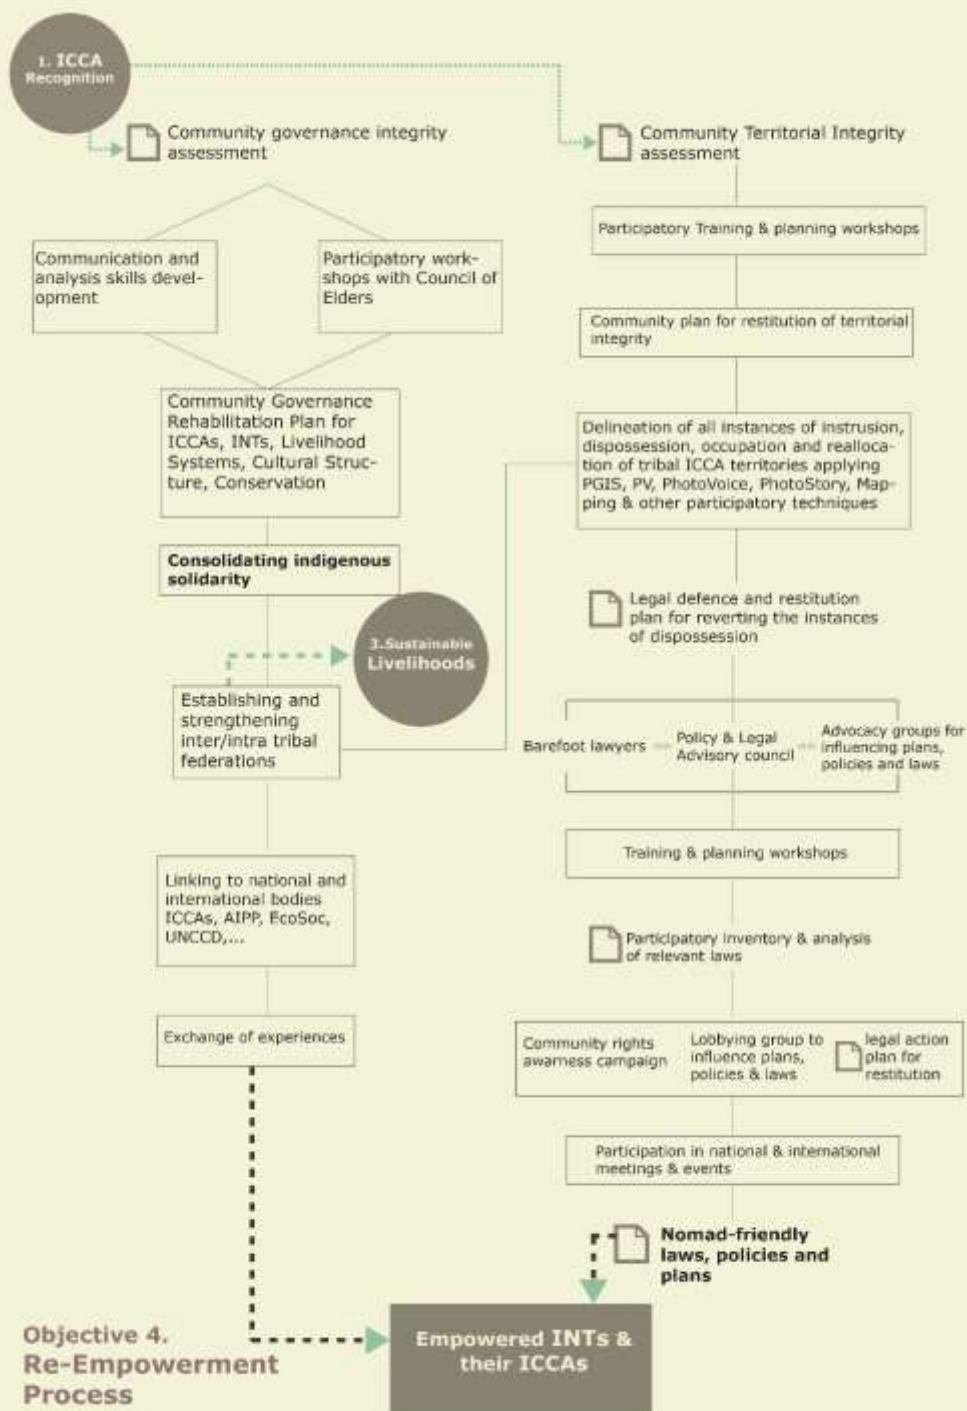 1. ICCA
Recognition
Community governance integrity
assessment
Community Territorial Integrity
assessment
Communication and
analysis skills devel-
opment
Participatory work-
shops with Council of
Elders
Participatory Training & planning workshops
Community plan for restitution of territorial
integrity
Community Governance
Rehabilitation Plan for
ICCAs, INTs, Livelihood
Systems, Cultural Struc-
ture, Conservation
Delineation of all instances of instrusion,
dispossession, occupation and realloca-
tion of tribal ICCA territories applying
PGIS, PV, PhotoVoice, PhotoStory, Map-
ping & other participatory techniques
Consolidating indigenous
solidarity
3.Sustainable
Livelihoods
Legal defence and restitution
plan for reverting the instances
of dispossession
Establishing and
strengthening
inter/intra tribal
federations
Barefoot lawyers
Policy & Legal
Advisory council
Advocacy groups for
influencing plans,
policies and laws
Training & planning workshops
Linking to national and
international bodies
ICCAs, AIPP, EcoSoc,
UNCCD,...
Participatory inventory & analysis
of relevant laws
Exchange of experiences
Community rights
awarness campaign
Lobbying group to
influence plans,
policies & laws
legal action
plan for
restitution
Participation in national & international
meetings & events
Nomad-friendly
laws, policies and
plans
Empowered INTs &
their ICCAs
Objective 4.
Re-Empowerment
Process